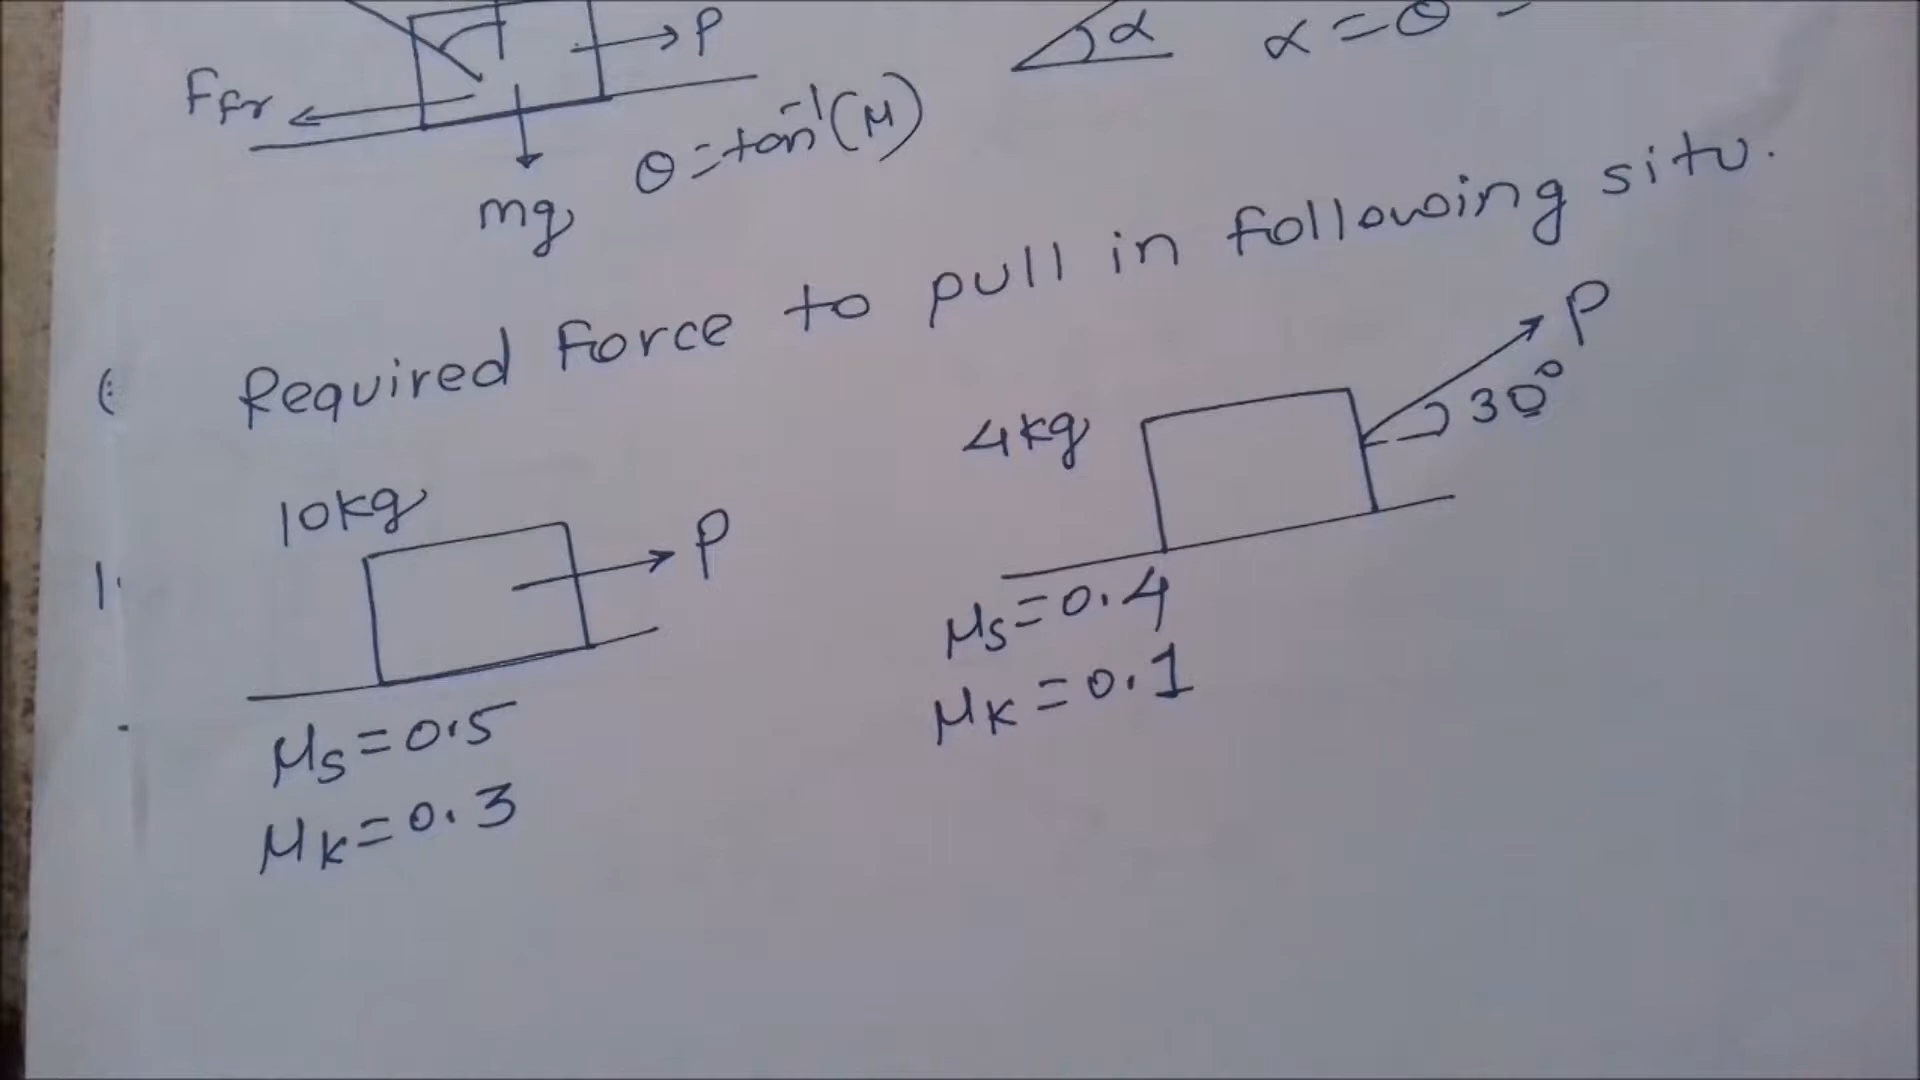 P
α
α = θ =
Ffr
θ = tan⁻¹(μ)
mg
Required Force to pull in following situ.
P
30°
4kg
10kg
P
1.
μs = 0.4
μk = 0.1
μs = 0.5
μk = 0.3